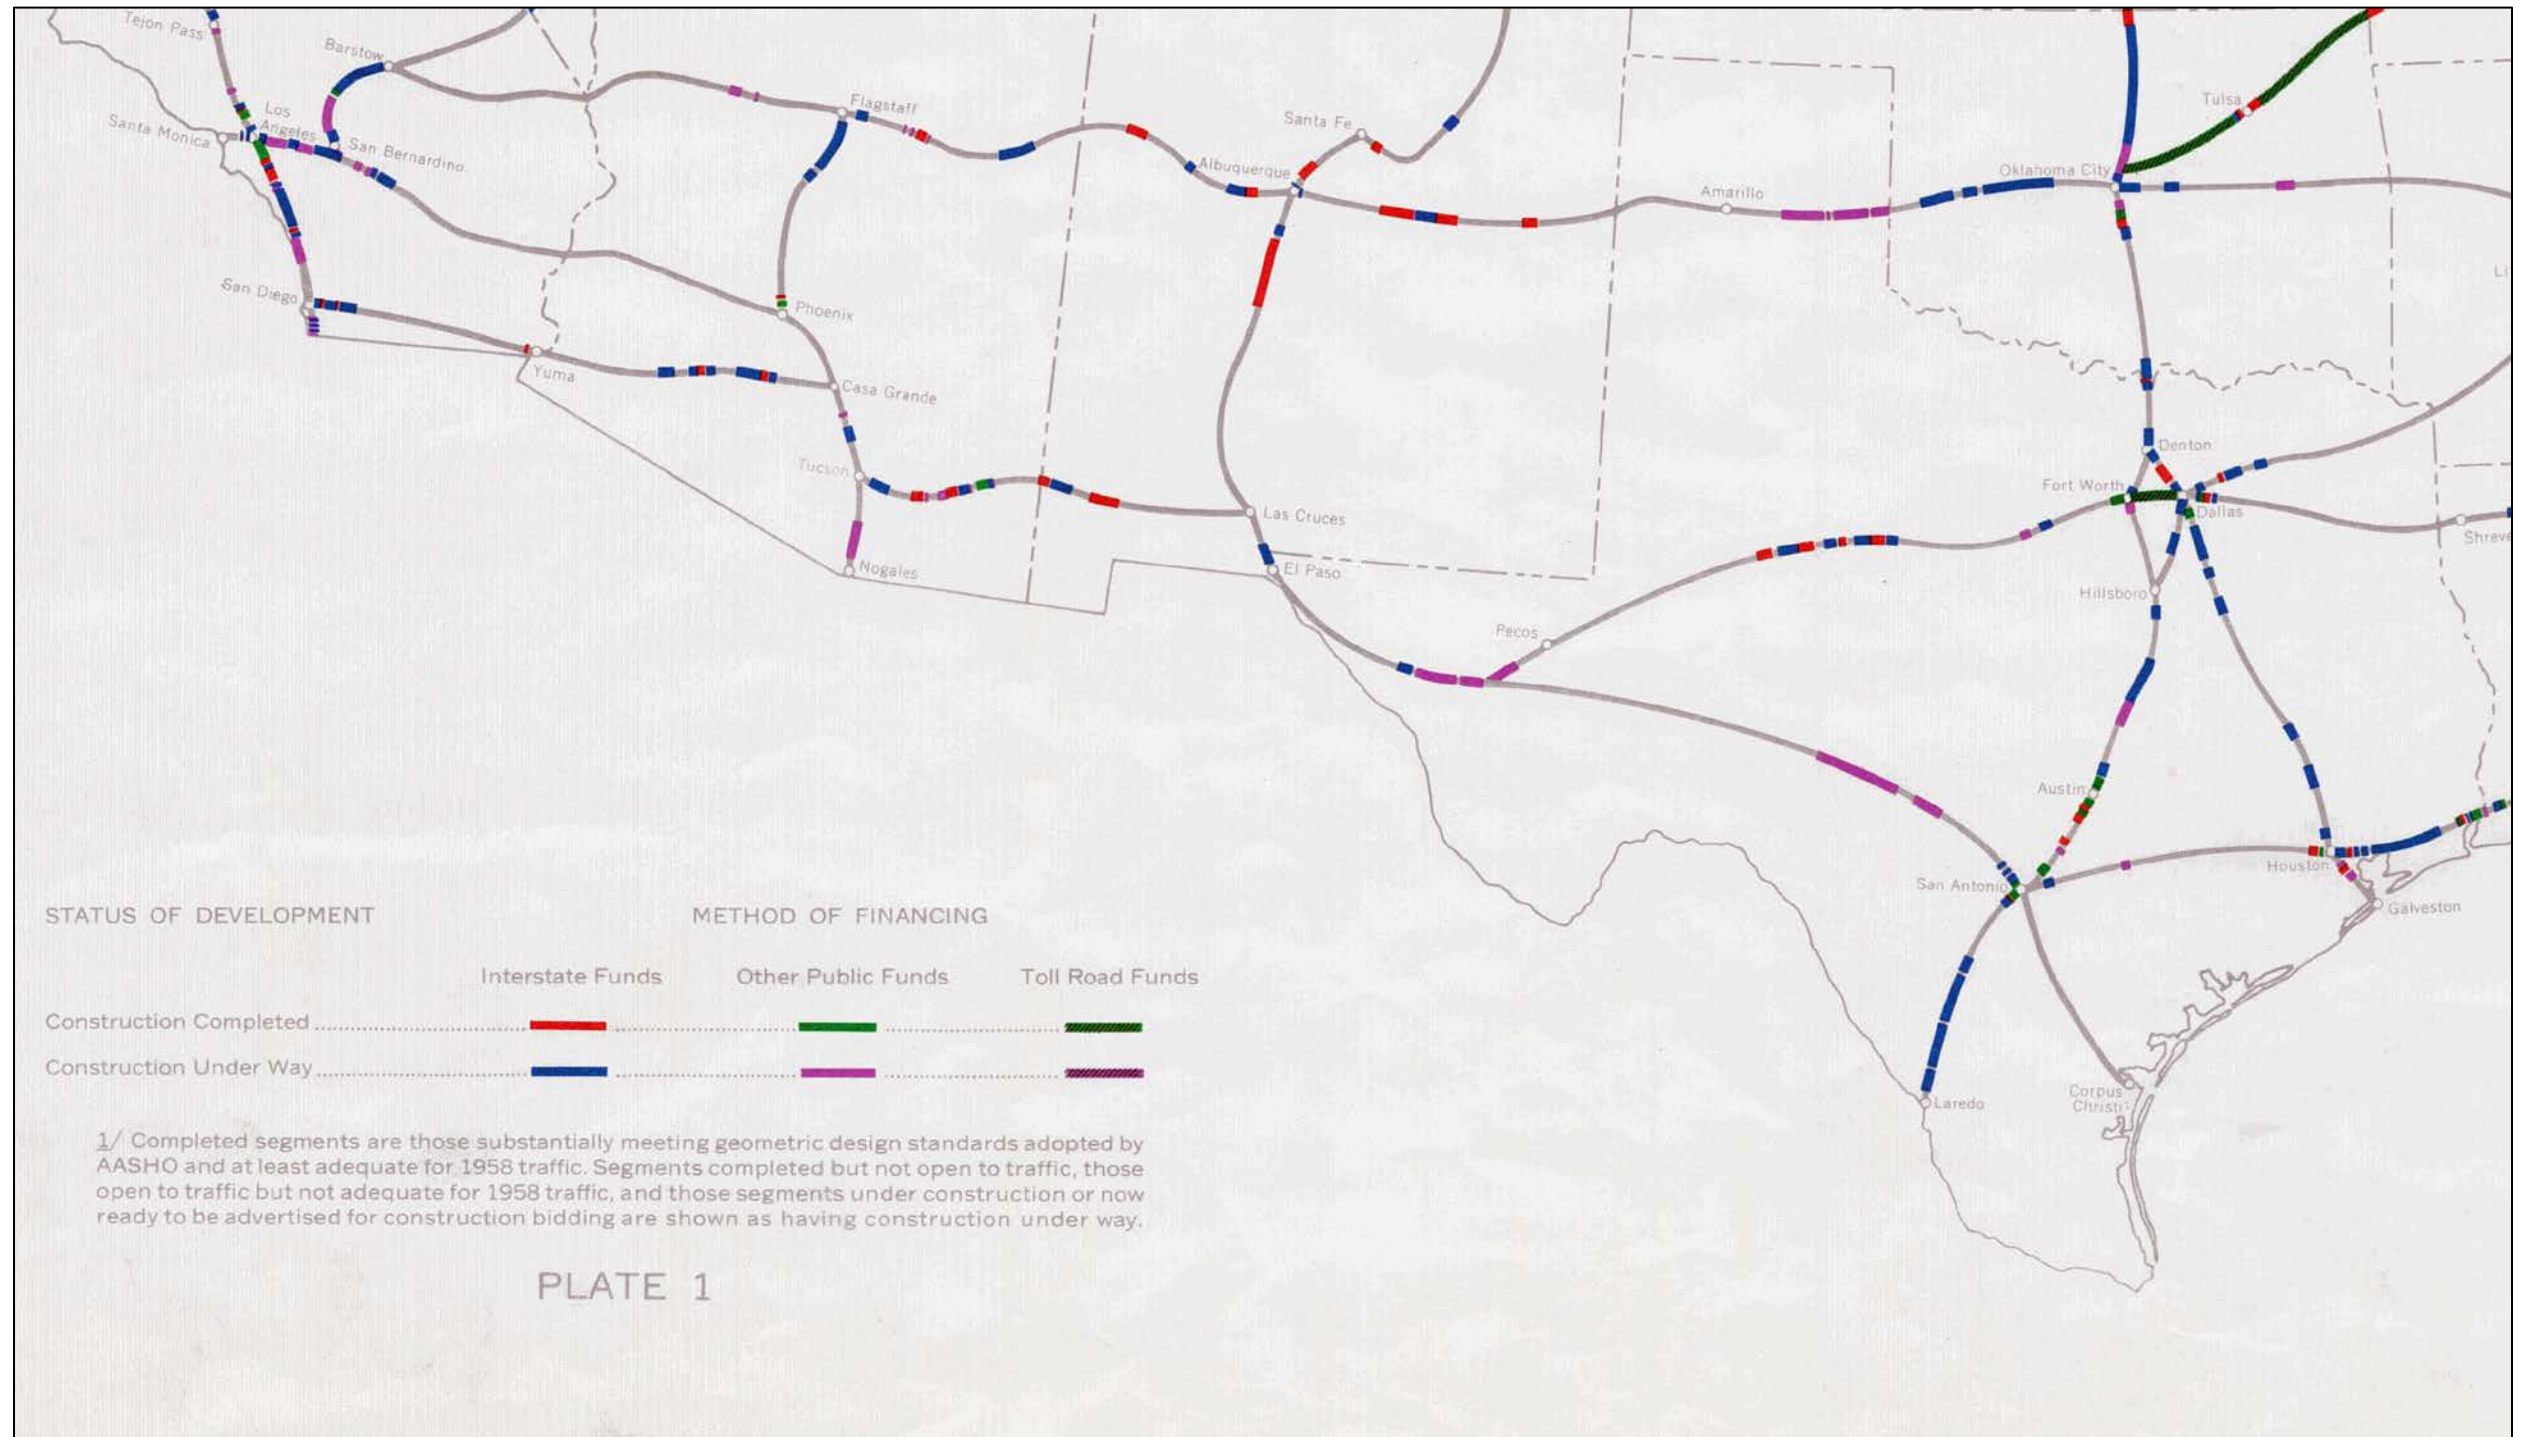 Tejon Pass
Barstow
Los
Angeles
Santa Monica
San Bernardino
Flagstaff
Santa Fe
Albuquerque
Amarillo
Oklahoma City
Tulsa
San Diego
Yuma
Phoenix
Casa Grande
Tucson
Nogales
Las Cruces
El Paso
Denton
Fort Worth
Dallas
Shreve
Hillsboro
Pecos
Austin
San Antonio
Houston
Galveston
Laredo
Corpus
Christi
STATUS OF DEVELOPMENT METHOD OF FINANCING
Interstate Funds Other Public Funds Toll Road Funds
Construction Completed
Construction Under Way
1/ Completed segments are those substantially meeting geometric design standards adopted by
AASHO and at least adequate for 1958 traffic. Segments completed but not open to traffic, those
open to traffic but not adequate for 1958 traffic, and those segments under construction or now
ready to be advertised for construction bidding are shown as having construction under way.
PLATE 1